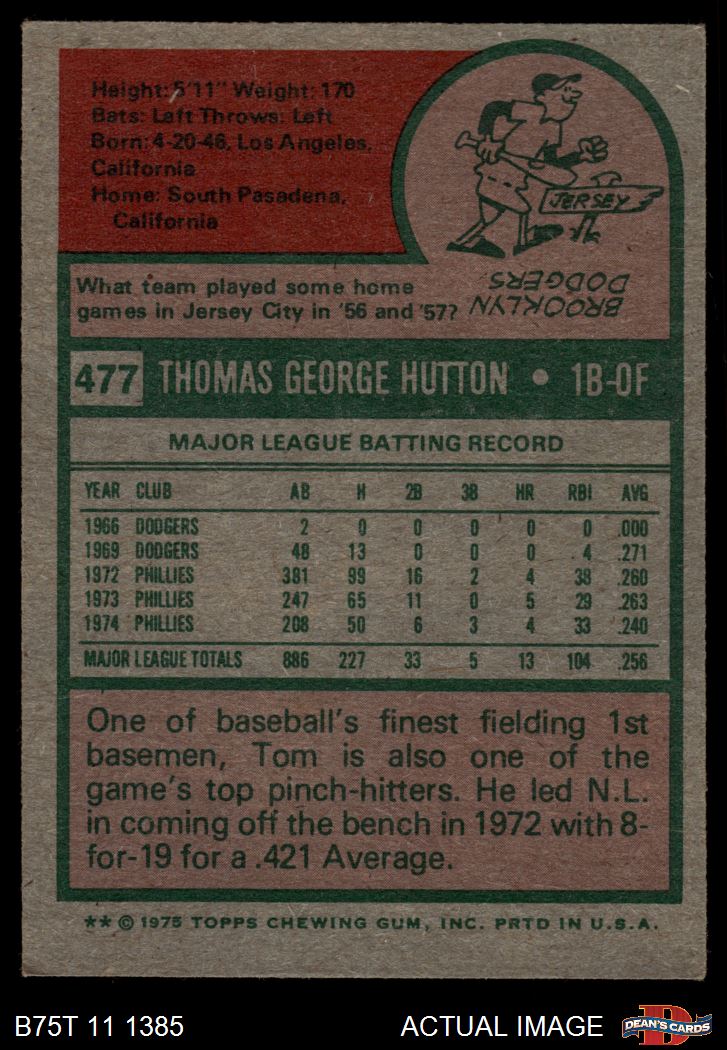 Height: 5'11" Weight: 170
Bats: Left Throws: Left
Born: 4-20-46, Los Angeles,
California
Home: South Pasadena,
California
JERSEY
What team played some home
games in Jersey City in '56 and '57?
BROOKLYN
DODGERS
477 THOMAS GEORGE HUTTON • 1B-OF
MAJOR LEAGUE BATTING RECORD
YEAR CLUB AB H 2B 3B HR RBI AVG
1966 DODGERS 2 0 0 0 0 0 .000
1969 DODGERS 48 13 0 0 0 4 .271
1972 PHILLIES 381 99 16 2 4 38 .260
1973 PHILLIES 247 65 11 0 5 29 .263
1974 PHILLIES 208 50 6 3 4 33 .240
MAJOR LEAGUE TOTALS 886 227 33 5 13 104 .256
One of baseball's finest fielding 1st
basemen, Tom is also one of the
game's top pinch-hitters. He led N.L.
in coming off the bench in 1972 with 8-
for-19 for a .421 Average.
** © 1975 TOPPS CHEWING GUM, INC. PRTD IN U.S.A.
B75T 11 1385
ACTUAL IMAGE
DEAN'S CARDS